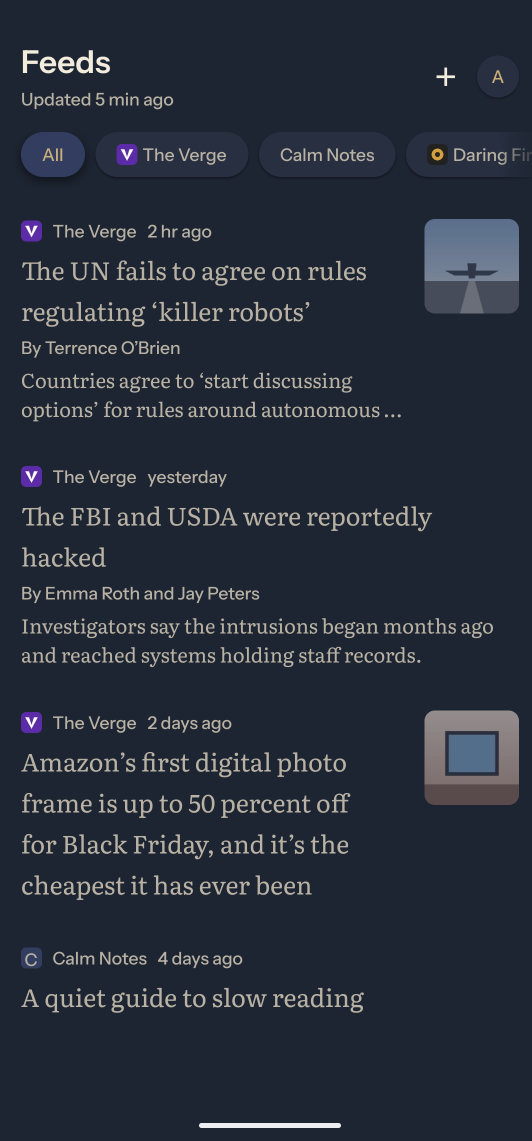 Feeds
Updated 5 min ago
+ A
All V The Verge Calm Notes Daring Fi
V The Verge 2 hr ago
The UN fails to agree on rules
regulating ‘killer robots’
By Terrence O’Brien
Countries agree to ‘start discussing
options’ for rules around autonomous ...
V The Verge yesterday
The FBI and USDA were reportedly
hacked
By Emma Roth and Jay Peters
Investigators say the intrusions began months ago
and reached systems holding staff records.
V The Verge 2 days ago
Amazon’s first digital photo
frame is up to 50 percent off
for Black Friday, and it’s the
cheapest it has ever been
C Calm Notes 4 days ago
A quiet guide to slow reading